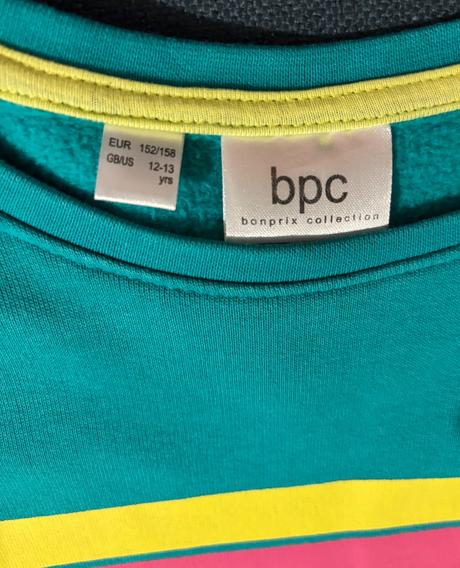 EUR 152/158
GB/US 12-13
yrs
bpc
bonprix collection